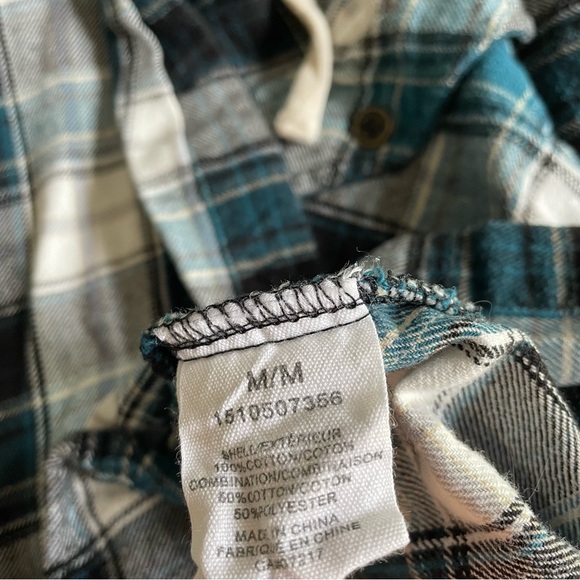 M/M
1510507356
SHELL/EXTÉRIEUR
100%COTTON/COTON
COMBINATION/COMBINAISON
50%COTTON/COTON
50%POLYESTER
MADE IN CHINA
FABRIQUÉ EN CHINE